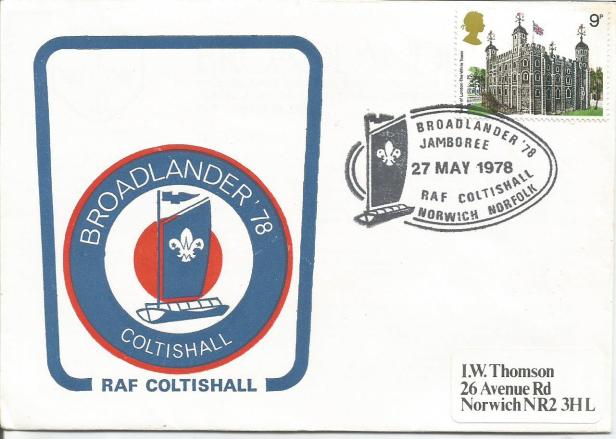 9P
BROADLANDER '78
JAMBOREE
27 MAY 1978
RAF COLTISHALL
NORWICH NORFOLK
BROADLANDER '78
COLTISHALL
RAF COLTISHALL
I.W. Thomson
26 Avenue Rd
Norwich NR2 3HL